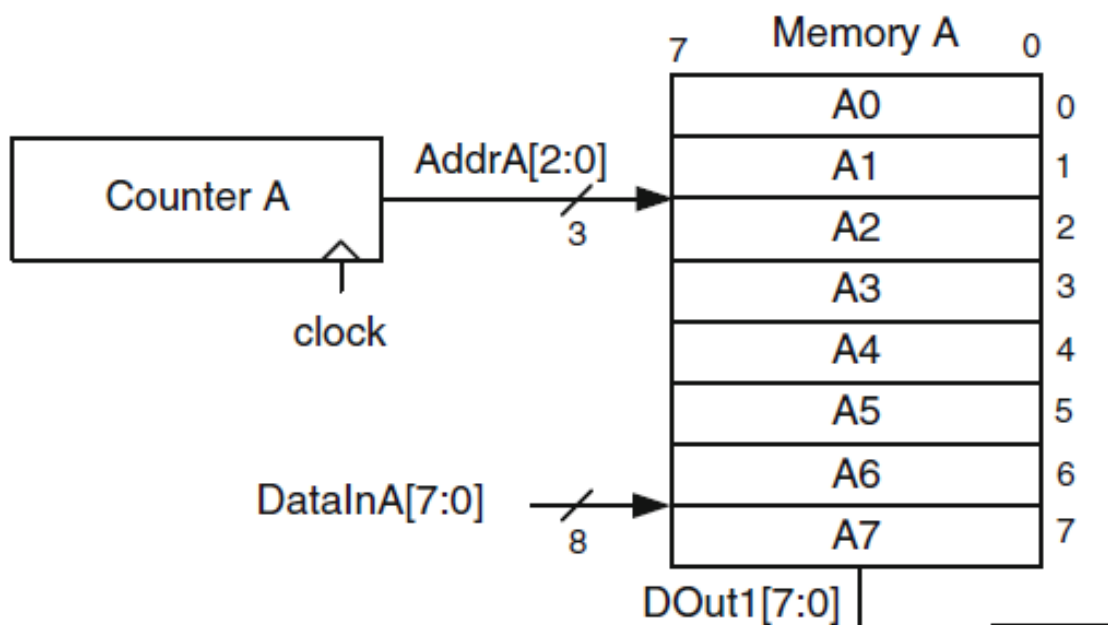 7 Memory A 0
A0 0
AddrA[2:0]
A1 1
Counter A
3
A2 2
A3 3
clock
A4 4
A5 5
A6 6
DataInA[7:0]
8
A7 7
DOut1[7:0]